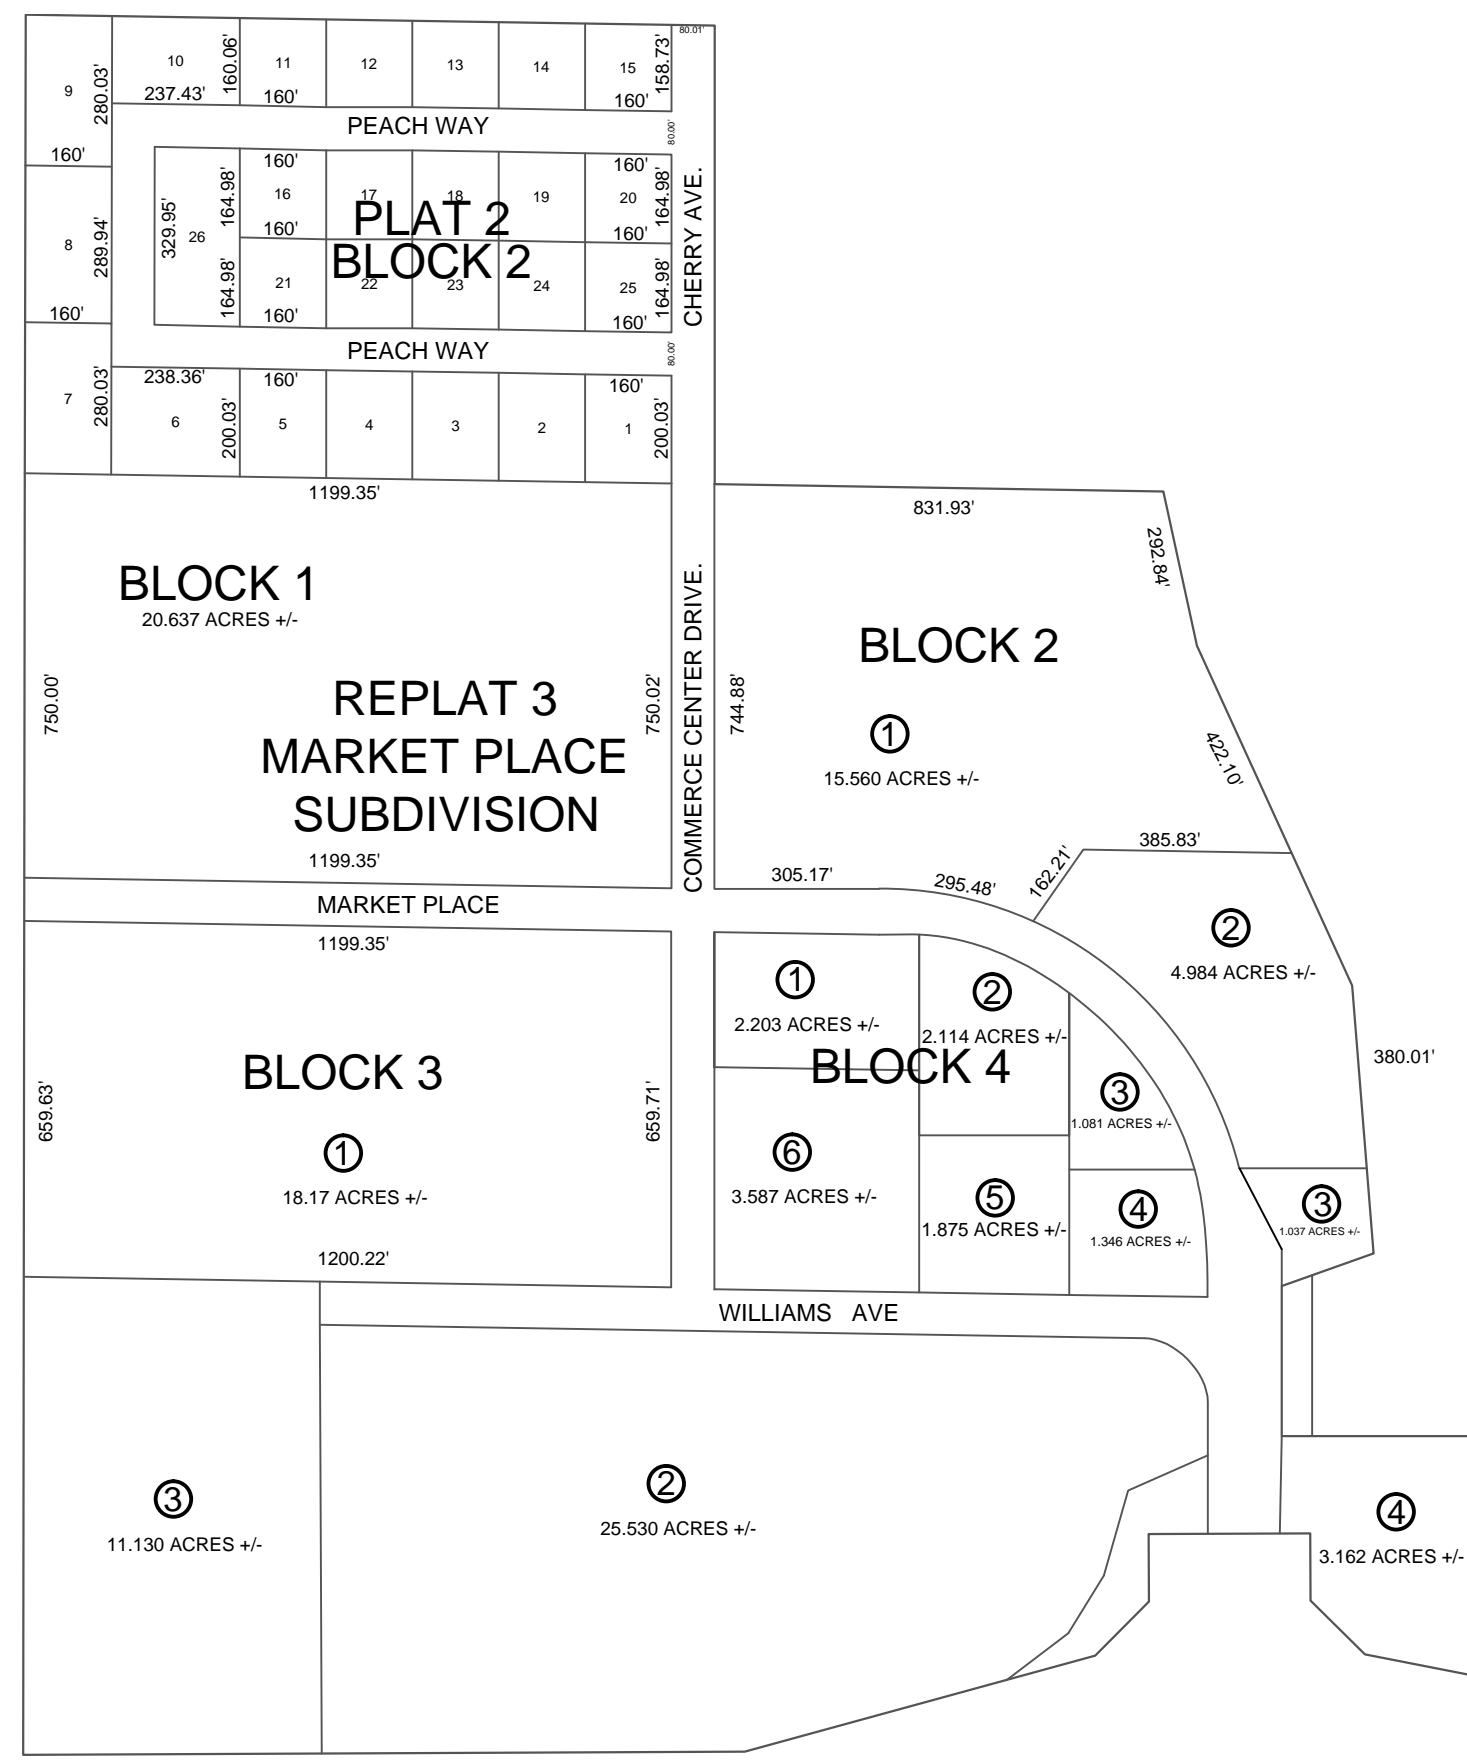 80.01'
9
280.03'
160'
10
237.43'
160.06'
11
160'
12
13
14
15
160'
158.73'
PEACH WAY
80.00'
8
289.94'
160'
329.95'
26
164.98'
164.98'
160'
16
160'
17
18
19
160'
20
160'
164.98'
PLAT 2
BLOCK 2
21
160'
22
23
24
25
160'
164.98'
CHERRY AVE.
PEACH WAY
80.00'
7
280.03'
238.36'
6
200.03'
160'
5
4
3
2
160'
1
200.03'
1199.35'
BLOCK 1
20.637 ACRES +/-
750.00'
REPLAT 3
MARKET PLACE
SUBDIVISION
750.02'
1199.35'
COMMERCE CENTER DRIVE.
744.88'
831.93'
292.84'
BLOCK 2
1
15.560 ACRES +/-
422.10'
385.83'
162.21'
305.17'
295.48'
MARKET PLACE
2
4.984 ACRES +/-
380.01'
1199.35'
BLOCK 3
659.63'
659.71'
1
18.17 ACRES +/-
1200.22'
1
2.203 ACRES +/-
2
2.114 ACRES +/-
BLOCK 4
3
1.081 ACRES +/-
6
3.587 ACRES +/-
5
1.875 ACRES +/-
4
1.346 ACRES +/-
3
1.037 ACRES +/-
WILLIAMS AVE
3
11.130 ACRES +/-
2
25.530 ACRES +/-
4
3.162 ACRES +/-